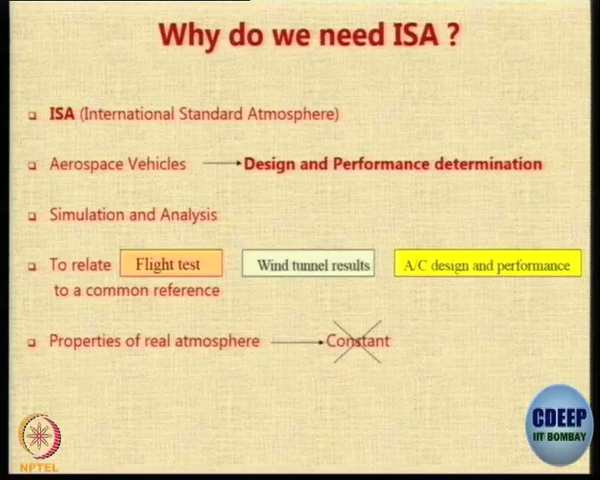 Why do we need ISA ?
ISA (International Standard Atmosphere)
Aerospace Vehicles Design and Performance determination
Simulation and Analysis
To relate Flight test Wind tunnel results A/C design and performance
to a common reference
Properties of real atmosphere Constant
NPTEL
CDEEP
IIT BOMBAY